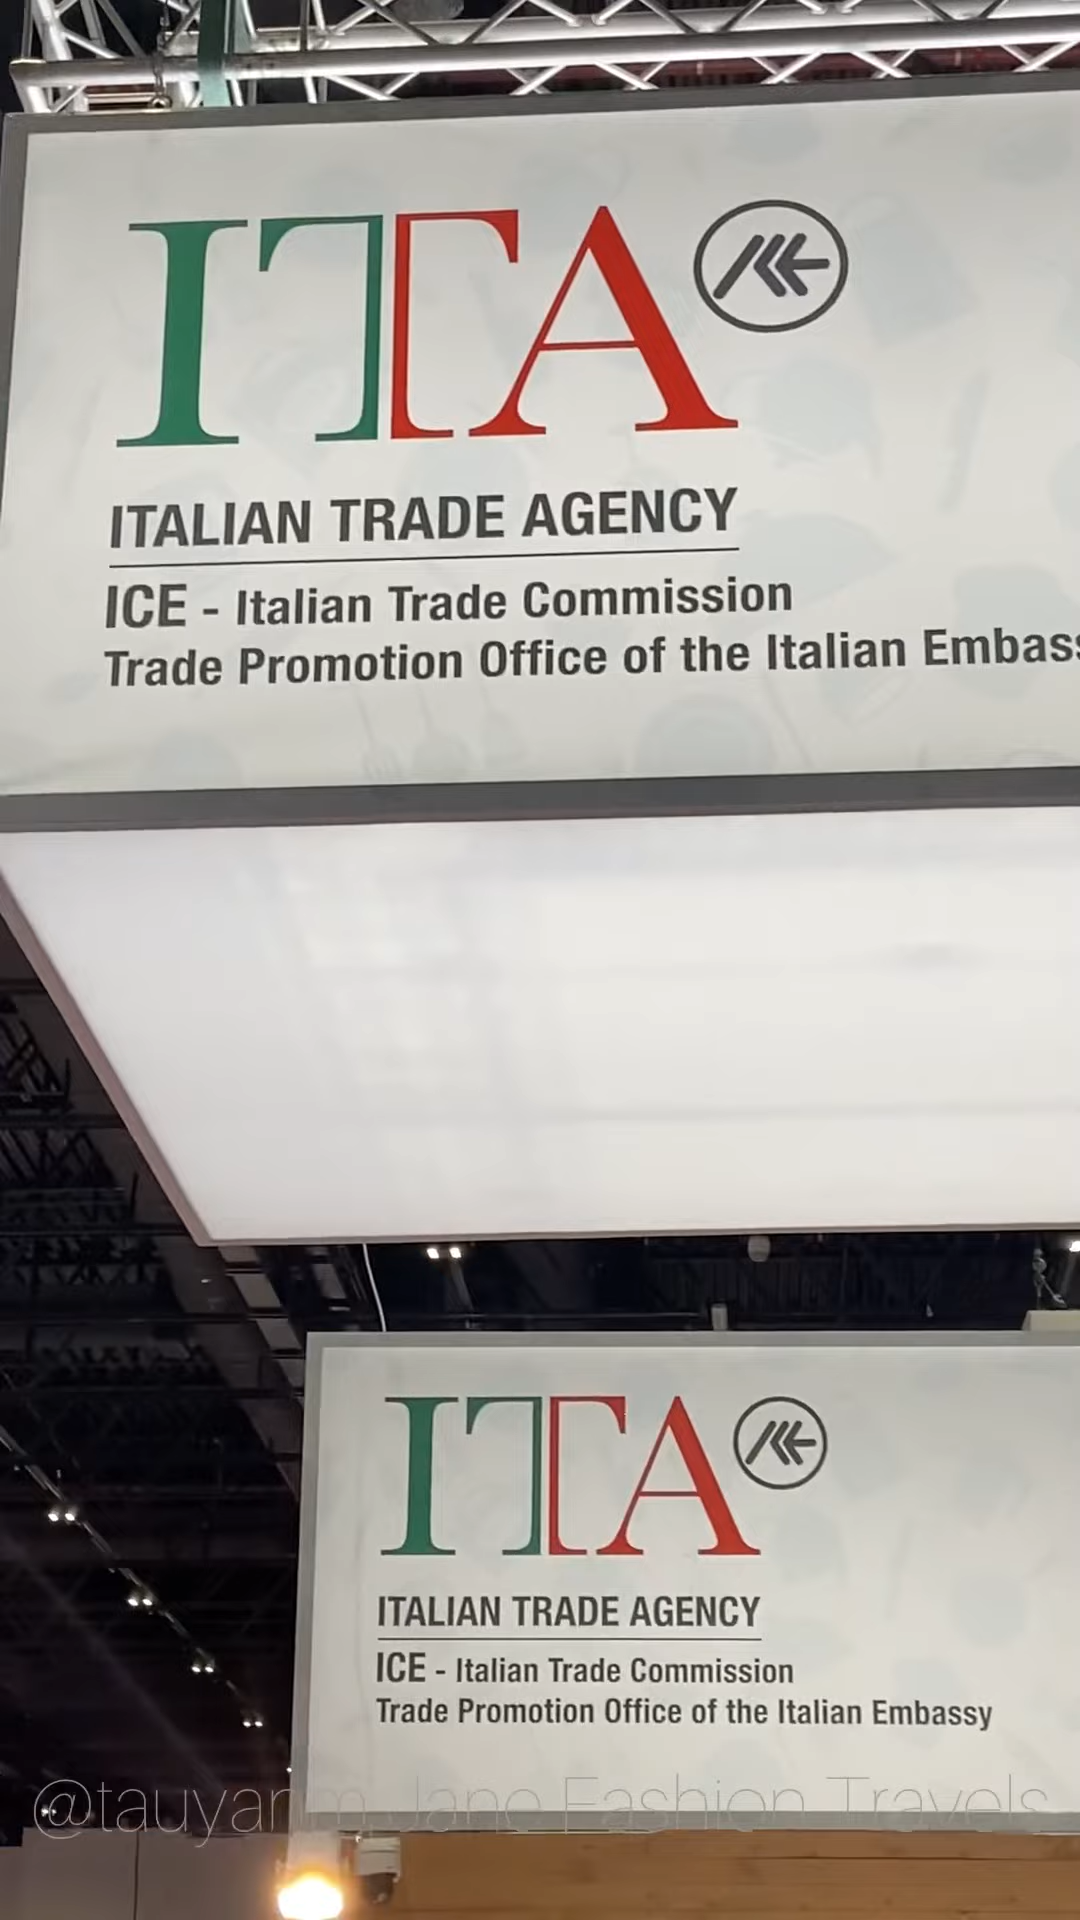 ITA
ITALIAN TRADE AGENCY
ICE - Italian Trade Commission
Trade Promotion Office of the Italian Embass
ITA
ITALIAN TRADE AGENCY
ICE - Italian Trade Commission
Trade Promotion Office of the Italian Embassy
@tauyanm Jane Fashion Travels